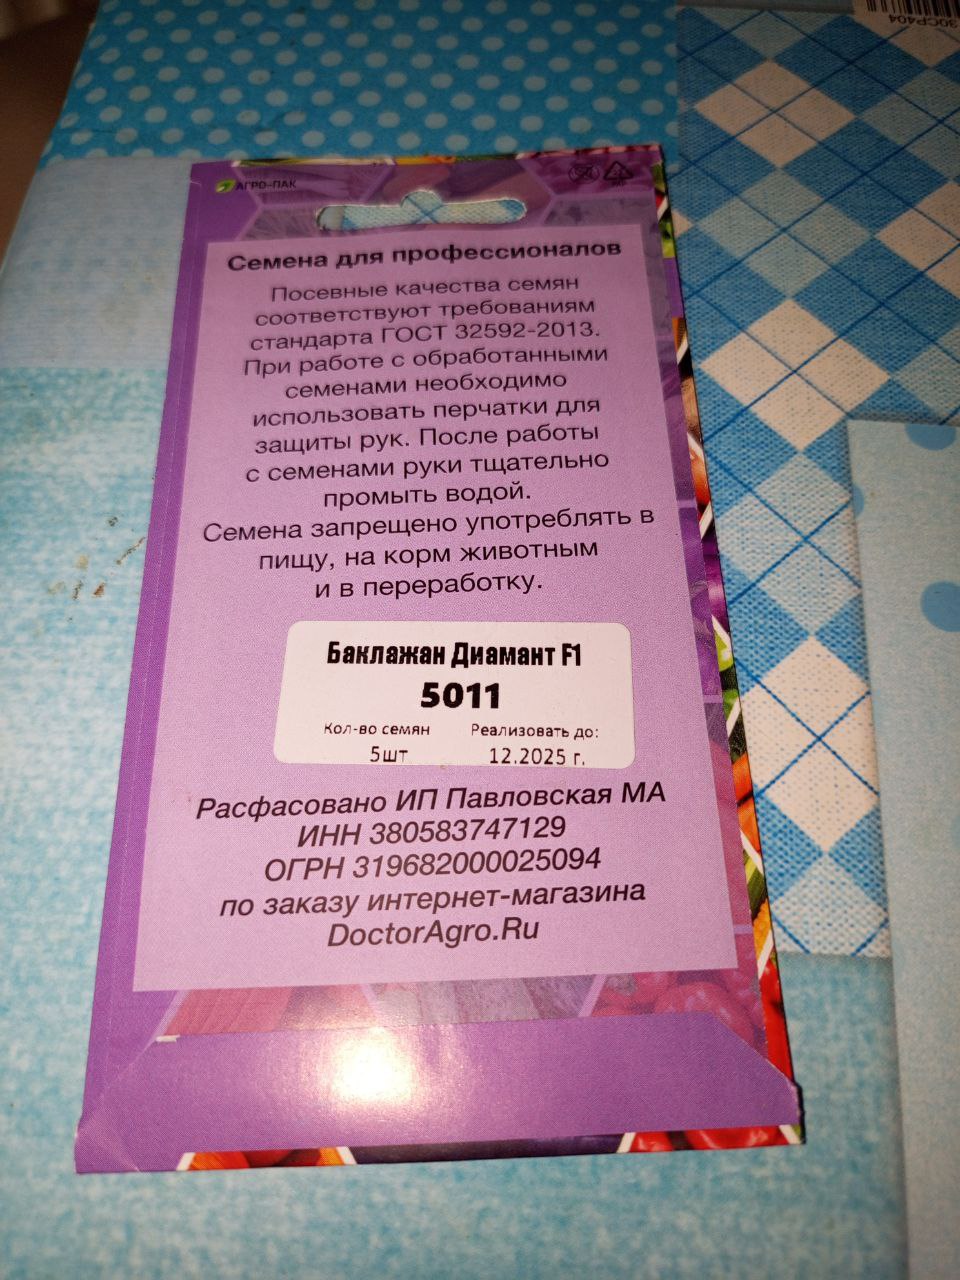 30CP404
АГРО-ПАК
Семена для профессионалов
Посевные качества семян
соответствуют требованиям
стандарта ГОСТ 32592-2013.
При работе с обработанными
семенами необходимо
использовать перчатки для
защиты рук. После работы
с семенами руки тщательно
промыть водой.
Семена запрещено употреблять в
пищу, на корм животным
и в переработку.
Баклажан Диамант F1
5011
Кол-во семян Реализовать до:
5шт 12.2025 г.
Расфасовано ИП Павловская МА
ИНН 380583747129
ОГРН 319682000025094
по заказу интернет-магазина
DoctorAgro.Ru